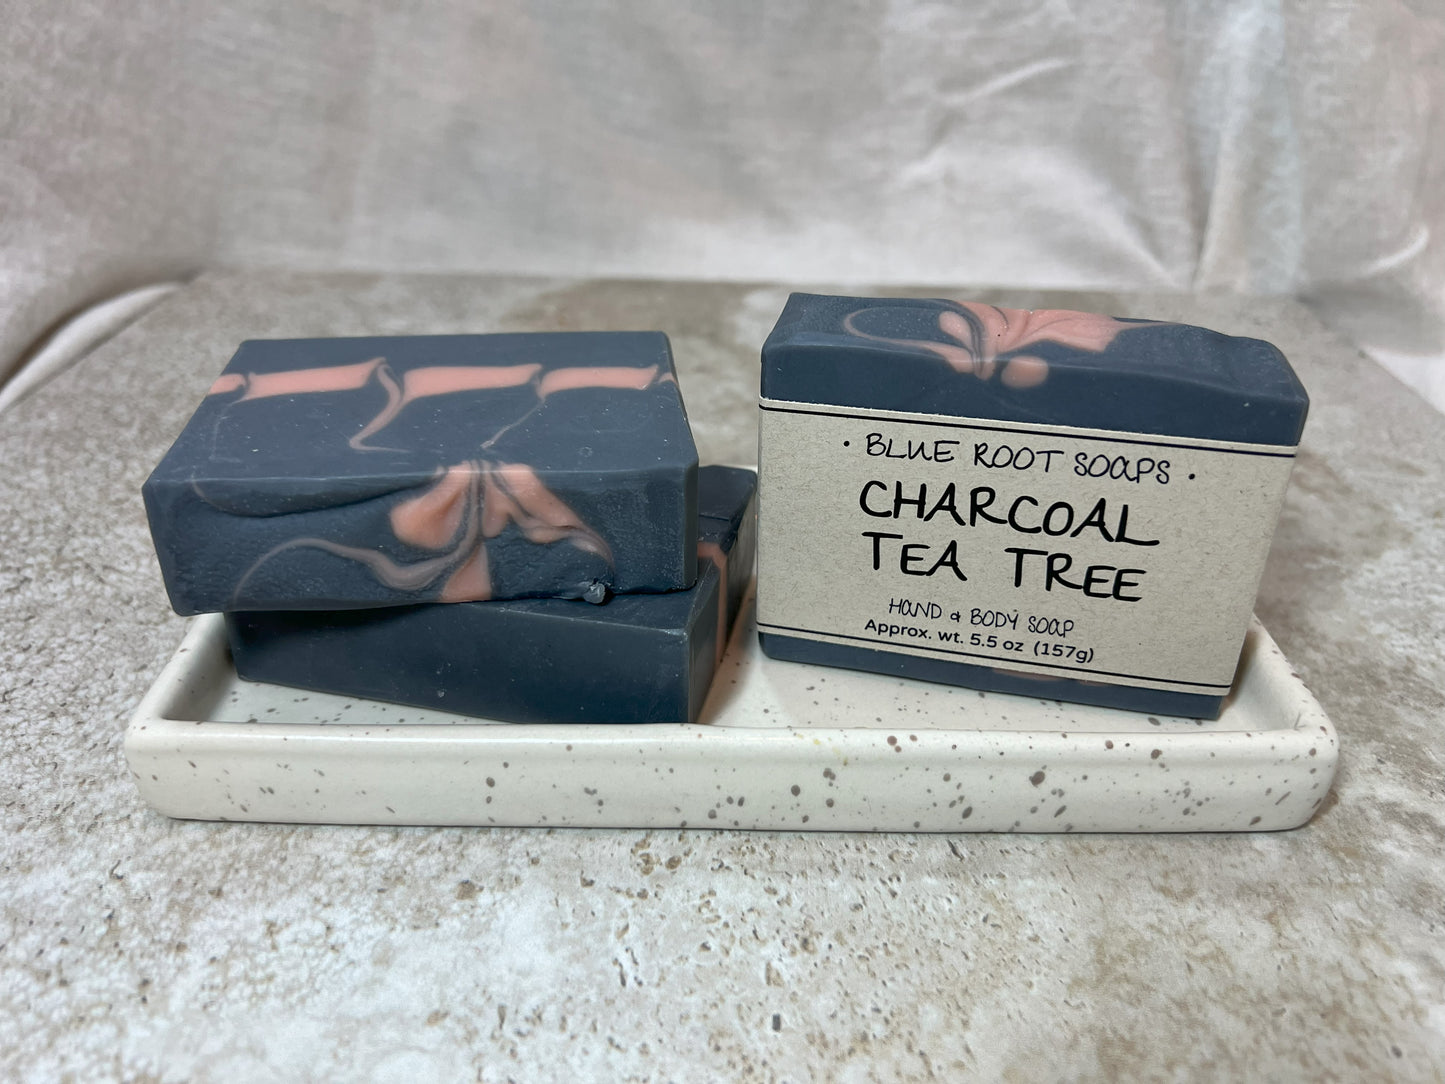 • BLUE ROOT SOAPS •
CHARCOAL
TEA TREE
HAND & BODY SOAP
Approx. wt. 5.5 oz (157g)